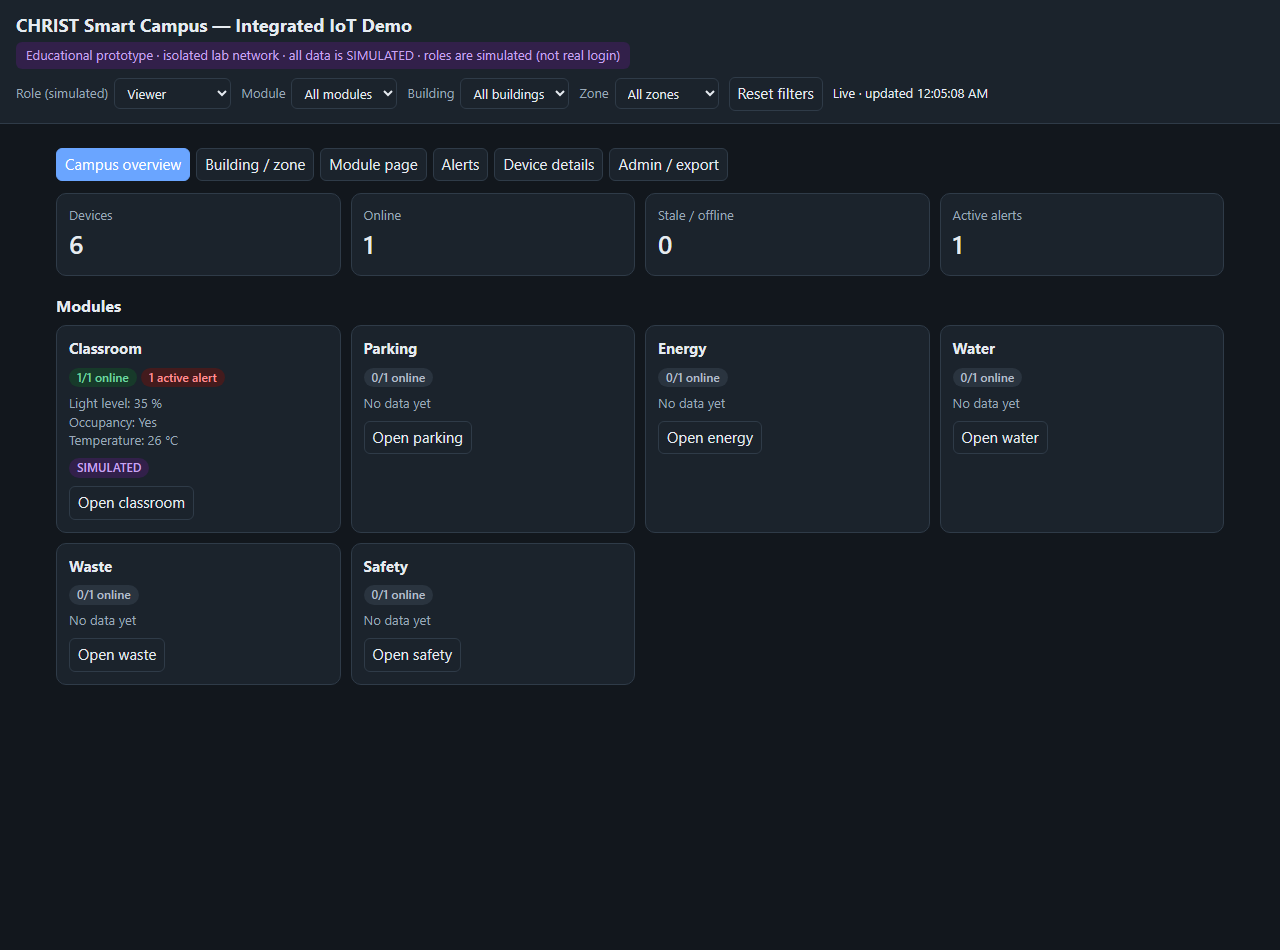 CHRIST Smart Campus — Integrated IoT Demo
Educational prototype · isolated lab network · all data is SIMULATED · roles are simulated (not real login)
Role (simulated) Viewer Module All modules Building All buildings Zone All zones Reset filters Live · updated 12:05:08 AM
Campus overview Building / zone Module page Alerts Device details Admin / export
Devices
6
Online
1
Stale / offline
0
Active alerts
1
Modules
Classroom
1/1 online 1 active alert
Light level: 35 %
Occupancy: Yes
Temperature: 26 °C
SIMULATED
Open classroom
Parking
0/1 online
No data yet
Open parking
Energy
0/1 online
No data yet
Open energy
Water
0/1 online
No data yet
Open water
Waste
0/1 online
No data yet
Open waste
Safety
0/1 online
No data yet
Open safety